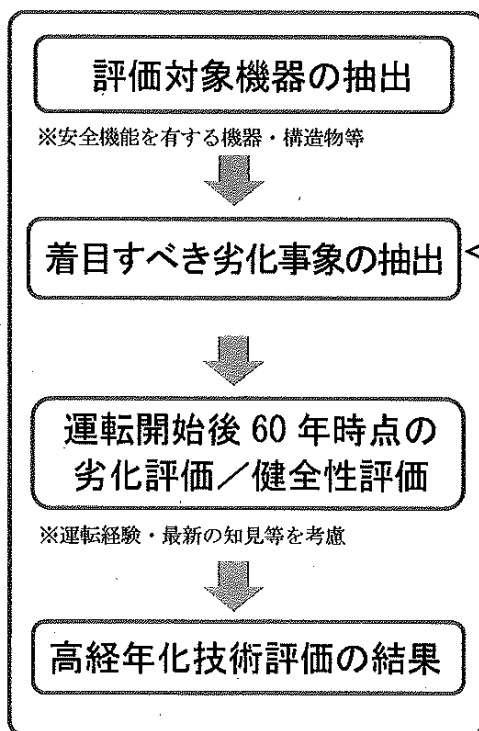 評価対象機器の抽出
※安全機能を有する機器・構造物等
着目すべき劣化事象の抽出
運転開始後 60 年時点の
劣化評価／健全性評価
※運転経験・最新の知見等を考慮
高経年化技術評価の結果